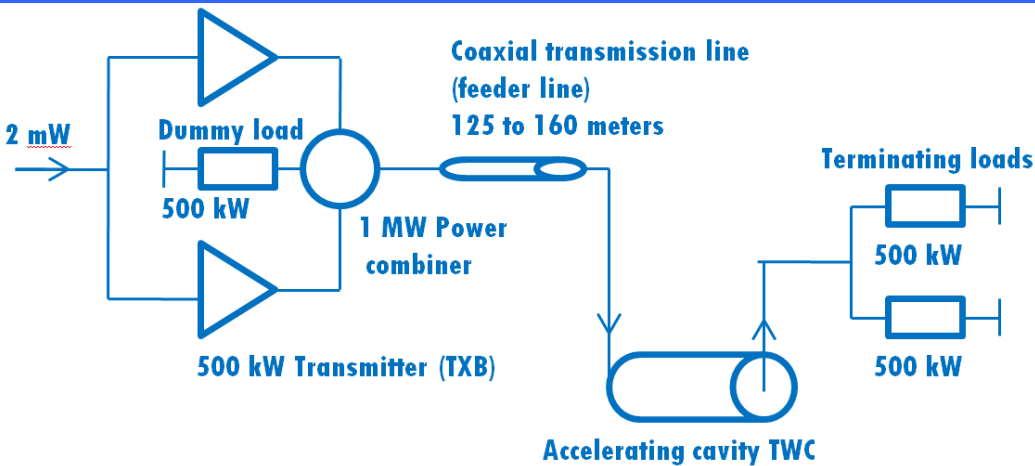 Coaxial transmission line
(feeder line)
125 to 160 meters
2 mW
Dummy load
500 kW
1 MW Power
combiner
500 kW Transmitter (TXB)
Terminating loads
500 kW
500 kW
Accelerating cavity TWC